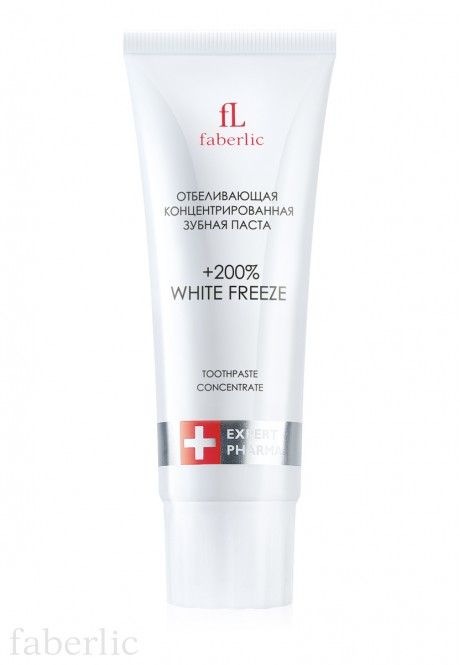 fL
faberlic
ОТБЕЛИВАЮЩАЯ
КОНЦЕНТРИРОВАННАЯ
ЗУБНАЯ ПАСТА
+200%
WHITE FREEZE
TOOTHPASTE
CONCENTRATE
EXPERT
PHARMA
faberlic